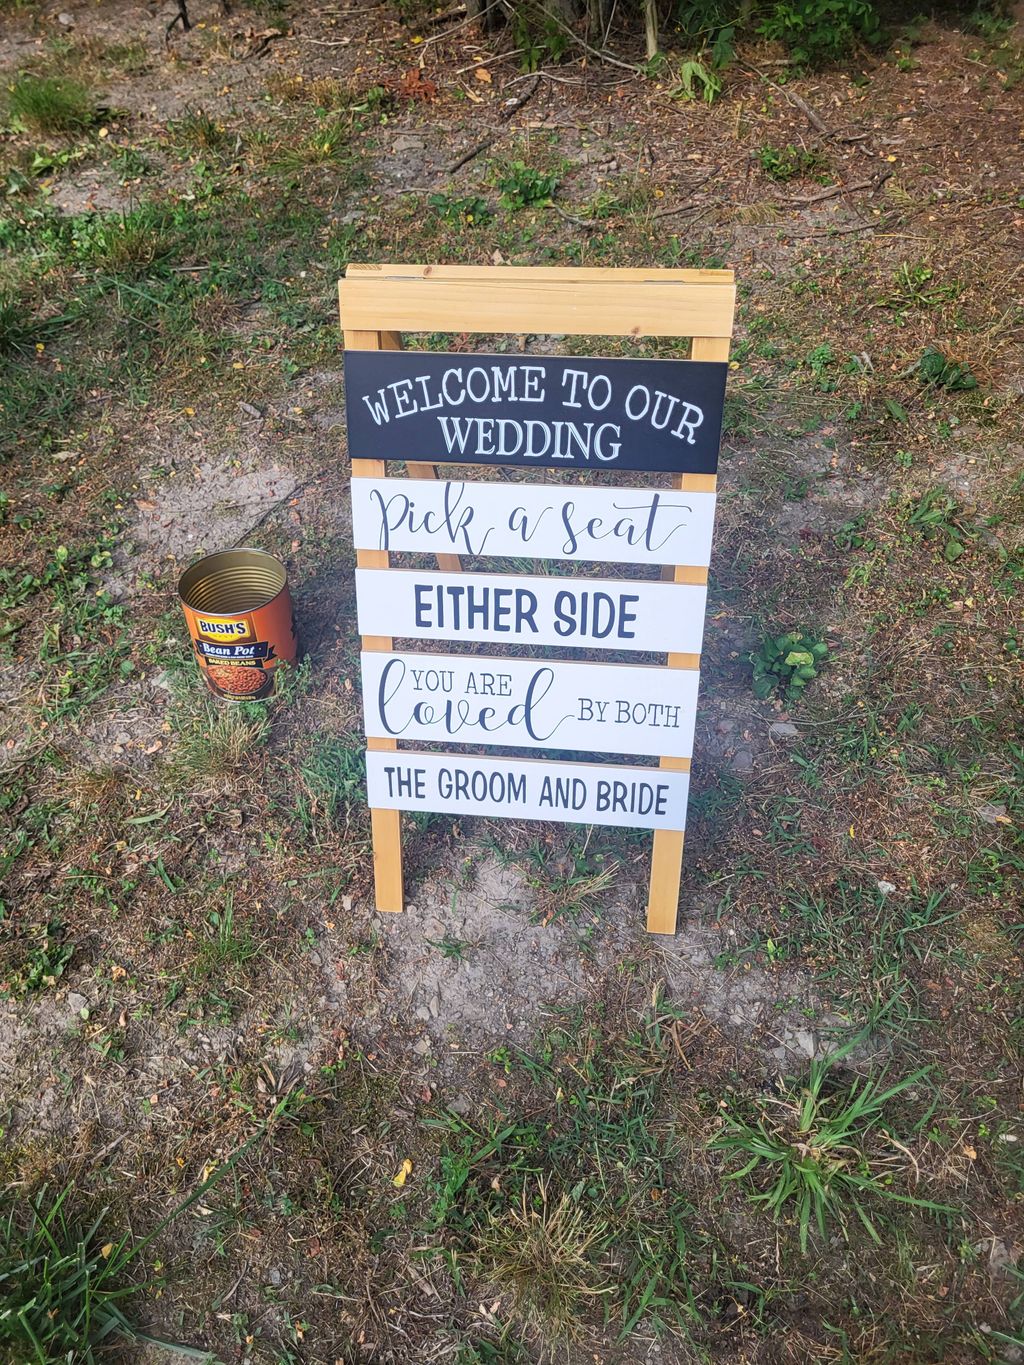 WELCOME TO OUR
WEDDING
Pick a seat
EITHER SIDE
YOU ARE
loved BY BOTH
THE GROOM AND BRIDE
BUSH'S
Bean Pot
BAKED BEANS